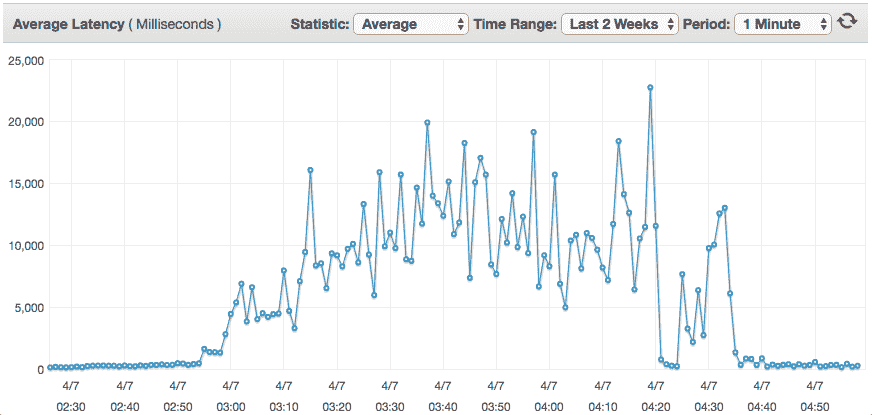 Average Latency ( Milliseconds ) Statistic: Average Time Range: Last 2 Weeks Period: 1 Minute
25,000
20,000
15,000
10,000
5,000
0
4/7 4/7 4/7 4/7 4/7 4/7 4/7 4/7 4/7 4/7 4/7 4/7 4/7 4/7 4/7
02:30 02:40 02:50 03:00 03:10 03:20 03:30 03:40 03:50 04:00 04:10 04:20 04:30 04:40 04:50